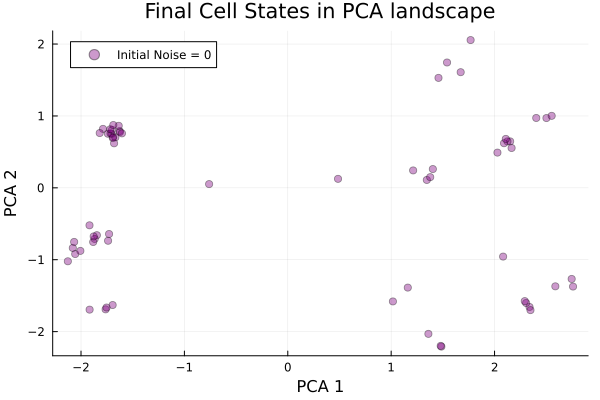 Final Cell States in PCA landscape
Initial Noise = 0
PCA 2
2
1
0
−1
−2
−2
−1
0
1
2
PCA 1